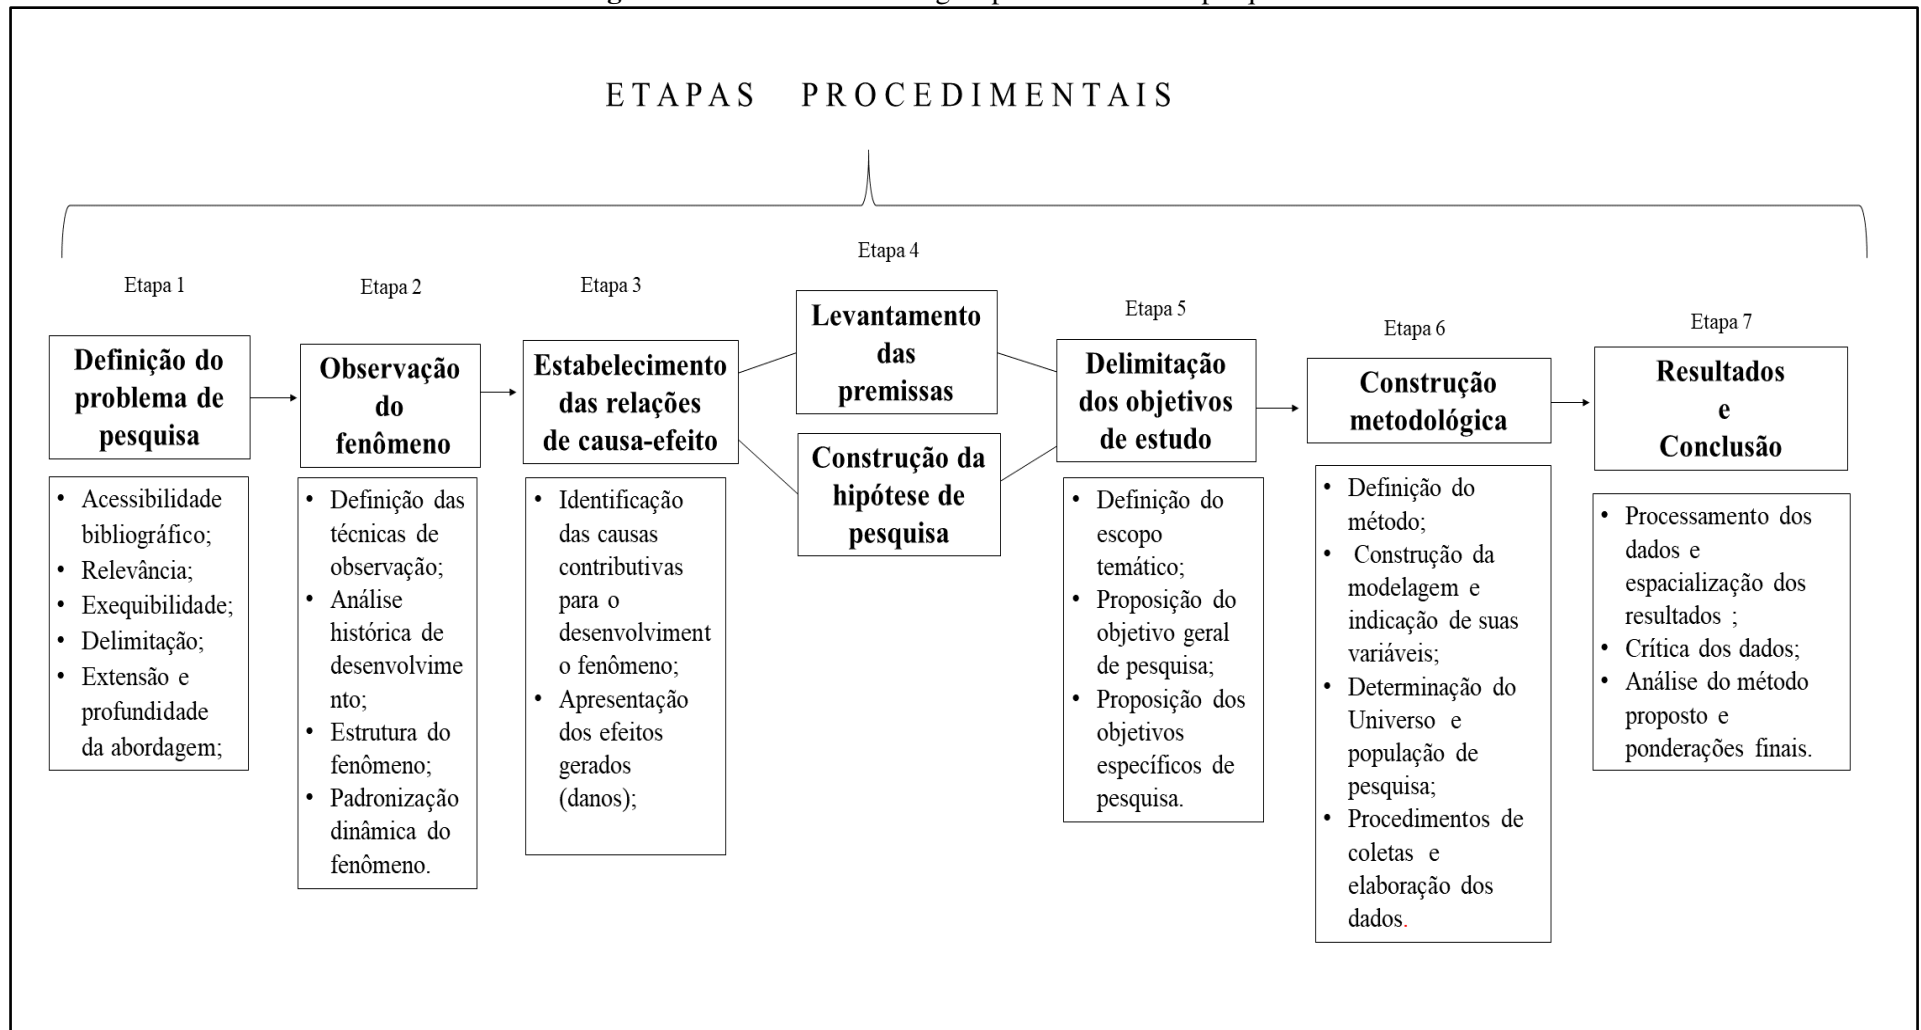 ETAPAS PROCEDIMENTAIS
Etapa 1
Definição do
problema de
pesquisa
• Acessibilidade
bibliográfico;
• Relevância;
• Exequibilidade;
• Delimitação;
• Extensão e
profundidade
da abordagem;
Etapa 2
Observação
do
fenômeno
• Definição das
técnicas de
observação;
• Análise
histórica de
desenvolvime
nto;
• Estrutura do
fenômeno;
• Padronização
dinâmica do
fenômeno.
Etapa 3
Estabelecimento
das relações
de causa-efeito
• Identificação
das causas
contributivas
para o
desenvolviment
o fenômeno;
• Apresentação
dos efeitos
gerados
(danos);
Etapa 4
Levantamento
das
premissas
Construção da
hipótese de
pesquisa
Etapa 5
Delimitação
dos objetivos
de estudo
• Definição do
escopo
temático;
• Proposição do
objetivo geral
de pesquisa;
• Proposição dos
objetivos
específicos de
pesquisa.
Etapa 6
Construção
metodológica
• Definição do
método;
• Construção da
modelagem e
indicação de suas
variáveis;
• Determinação do
Universo e
população de
pesquisa;
• Procedimentos de
coletas e
elaboração dos
dados.
Etapa 7
Resultados
e
Conclusão
• Processamento dos
dados e
espacialização dos
resultados ;
• Crítica dos dados;
• Análise do método
proposto e
ponderações finais.